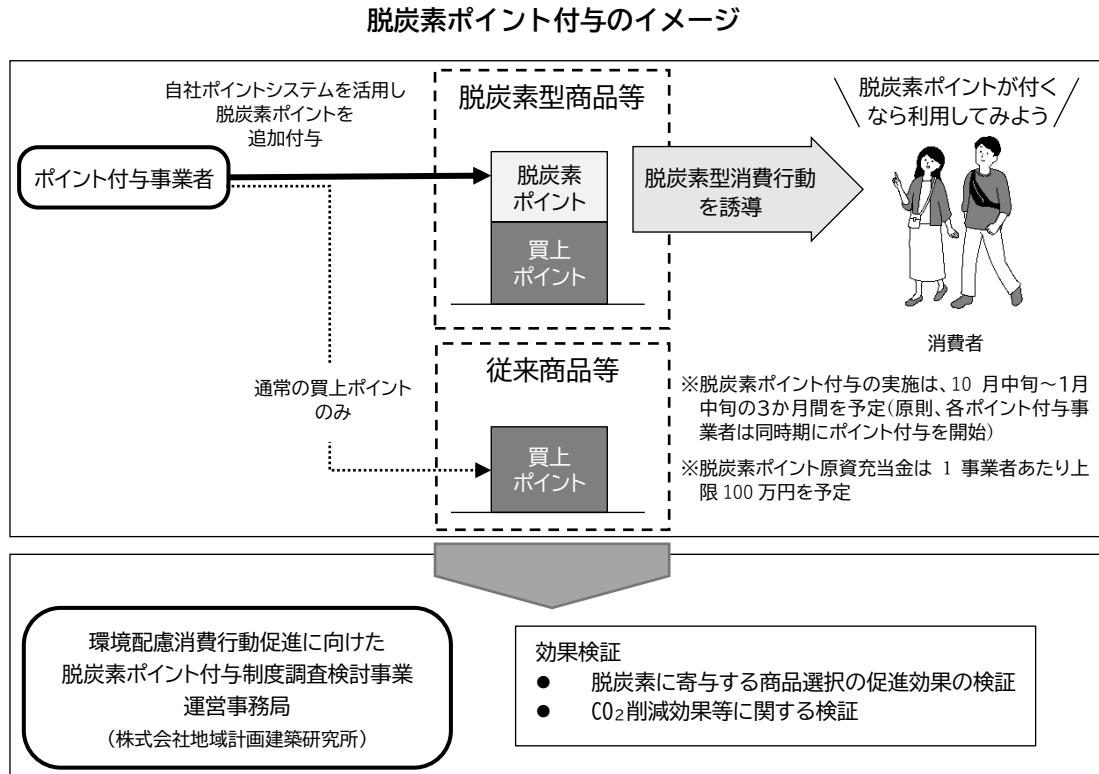 脱炭素ポイント付与のイメージ
自社ポイントシステムを活用し
脱炭素ポイントを
追加付与
ポイント付与事業者
脱炭素型商品等
脱炭素
ポイント
買上
ポイント
脱炭素型消費行動
を誘導
脱炭素ポイントが付く
なら利用してみよう
消費者
通常の買上ポイント
のみ
従来商品等
買上
ポイント
※脱炭素ポイント付与の実施は、10 月中旬～1月
中旬の3か月間を予定(原則、各ポイント付与事
業者は同時期にポイント付与を開始)
※脱炭素ポイント原資充当金は 1 事業者あたり上
限 100 万円を予定
環境配慮消費行動促進に向けた
脱炭素ポイント付与制度調査検討事業
運営事務局
(株式会社地域計画建築研究所)
効果検証
● 脱炭素に寄与する商品選択の促進効果の検証
● CO₂削減効果等に関する検証